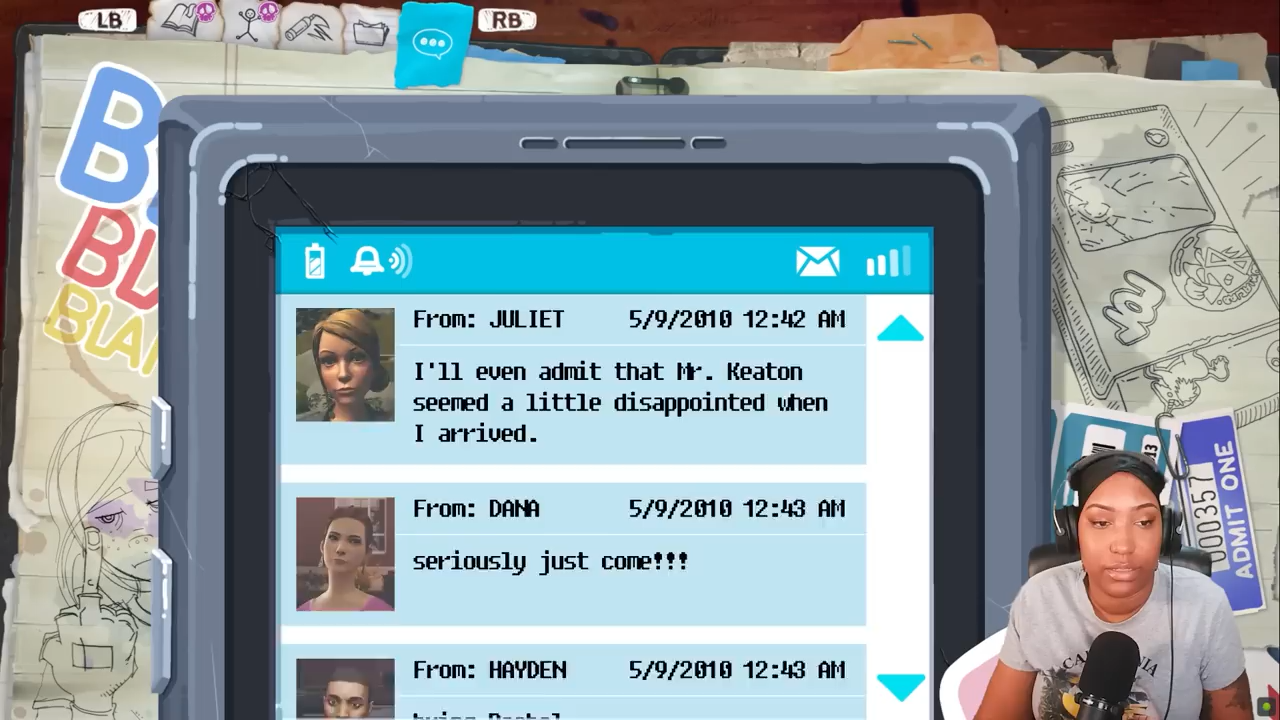 LB
RB
From: JULIET 5/9/2010 12:42 AM
I'll even admit that Mr. Keaton
seemed a little disappointed when
I arrived.
From: DANA 5/9/2010 12:43 AM
seriously just come!!!
From: HAYDEN 5/9/2010 12:43 AM
000357
ADMIT ONE